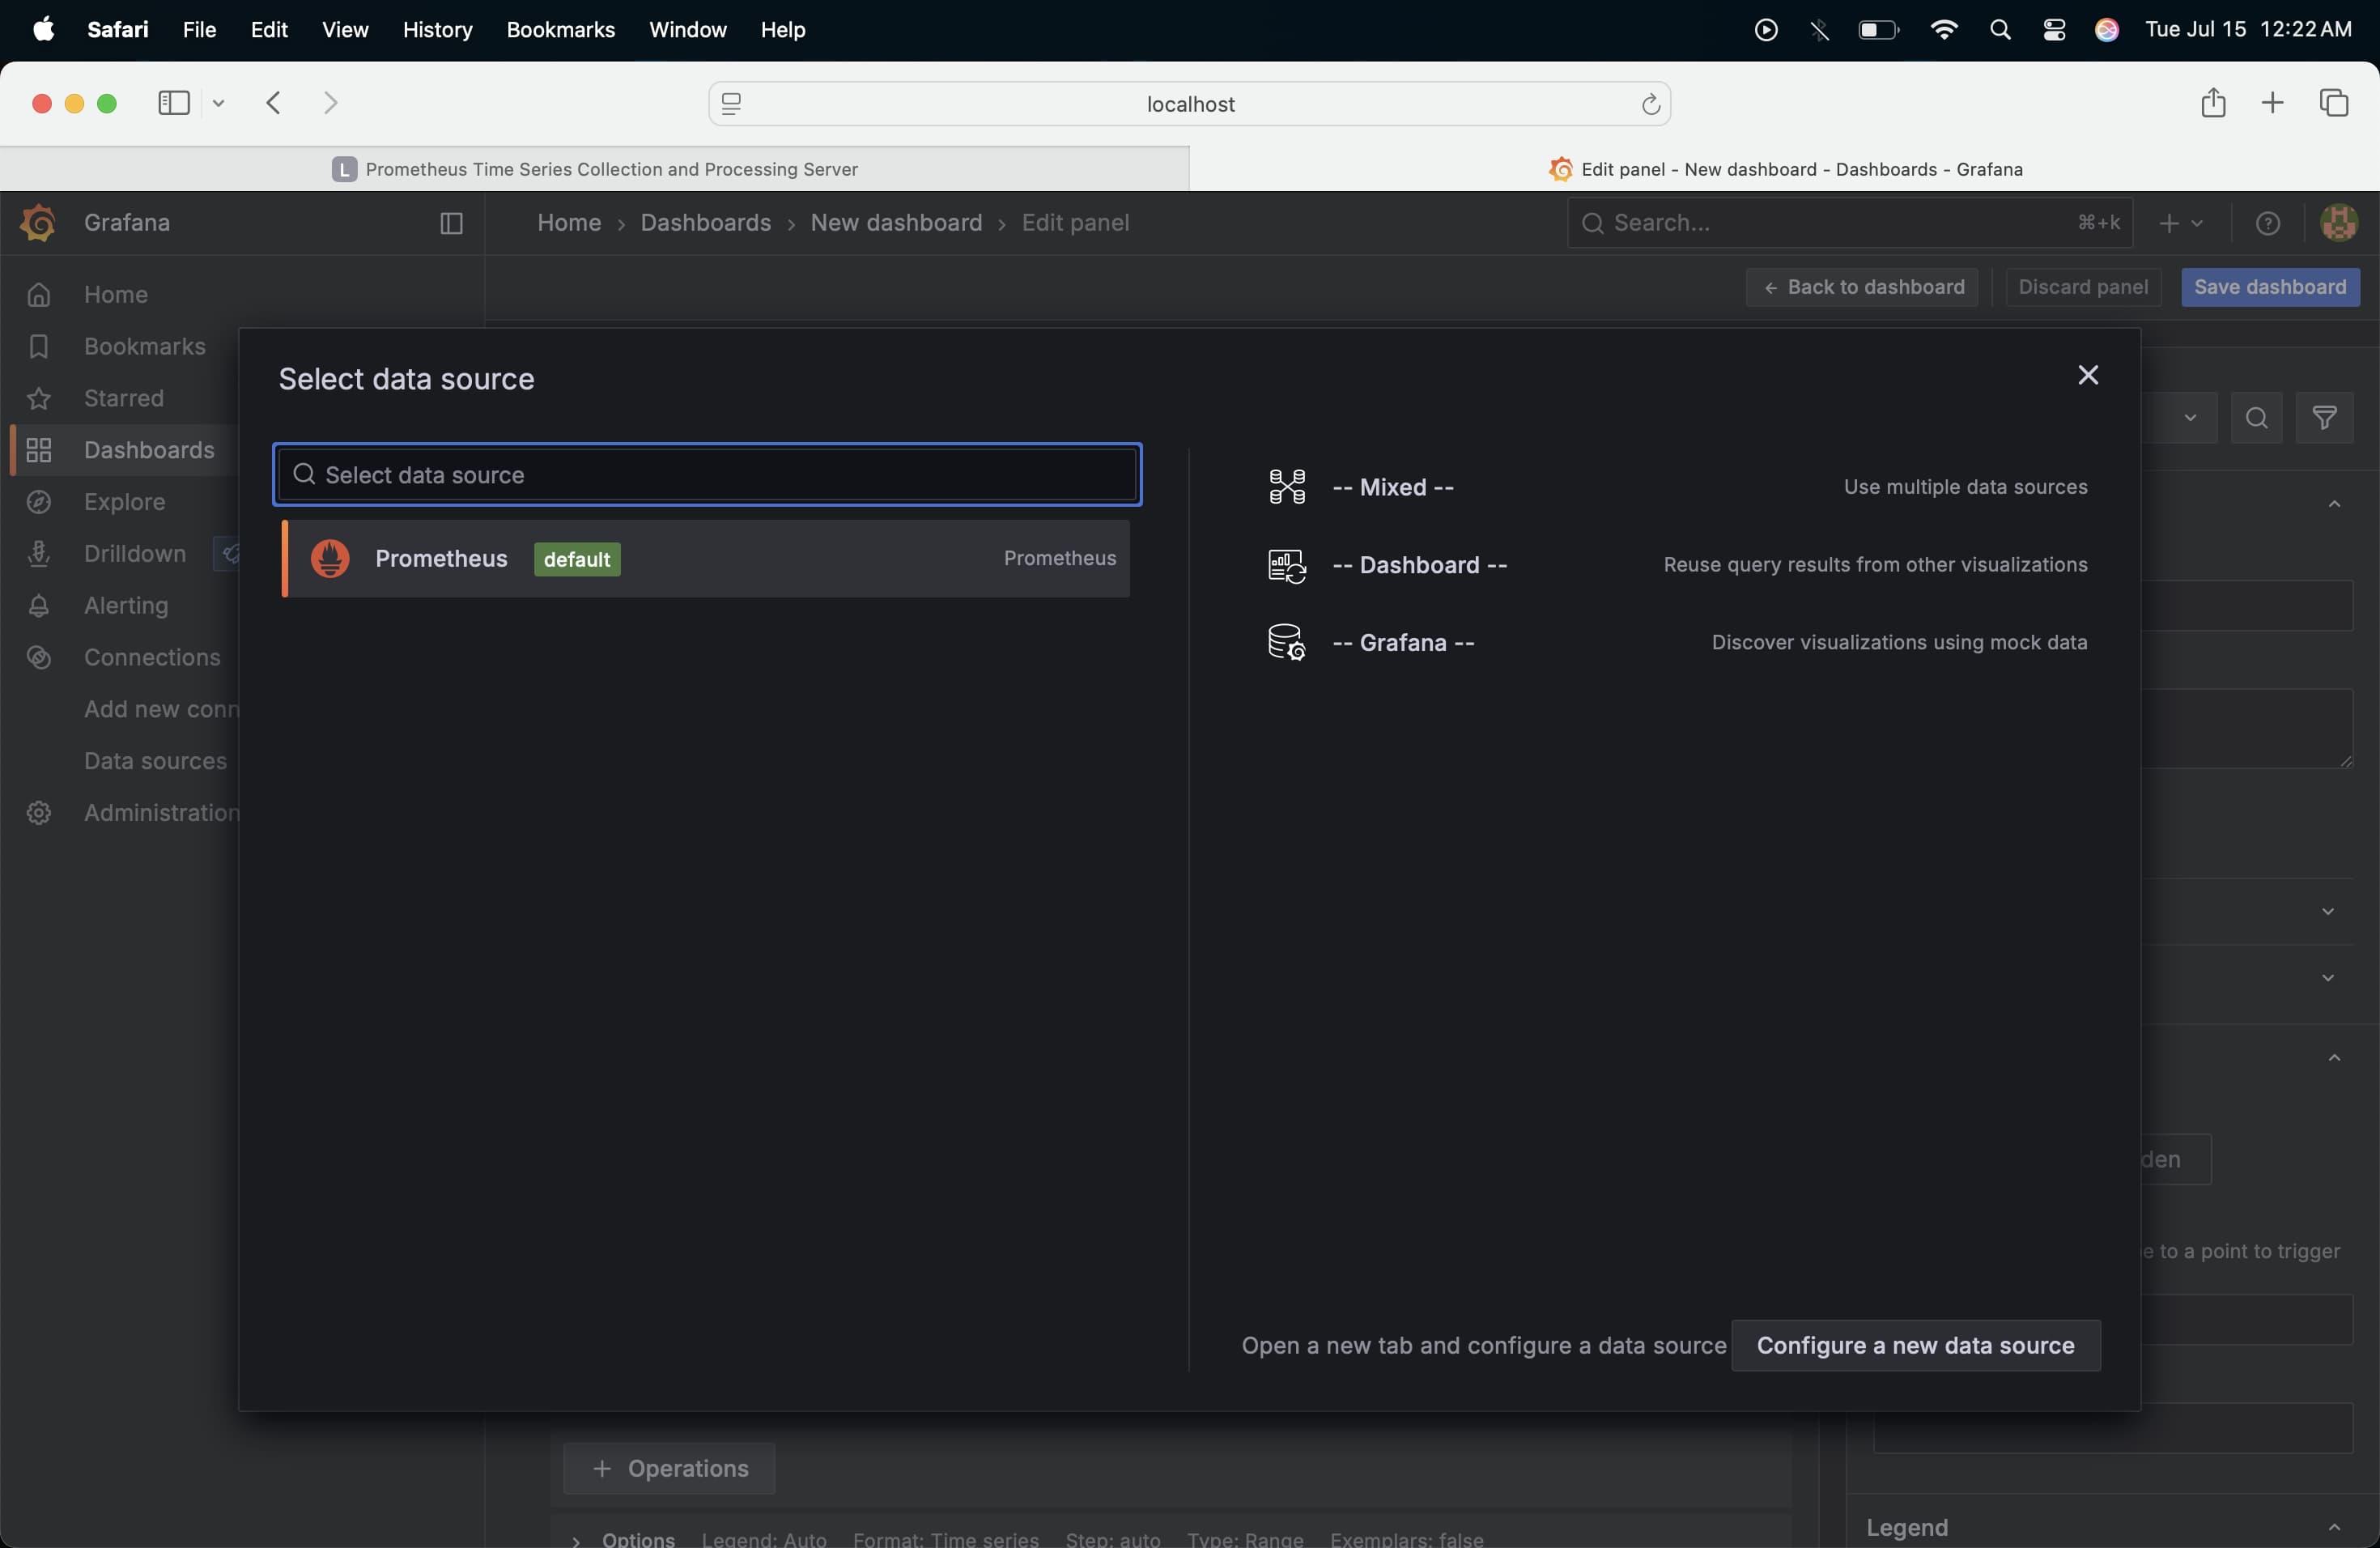 Safari File Edit View History Bookmarks Window Help Tue Jul 15 12:22 AM
localhost
L Prometheus Time Series Collection and Processing Server
Edit panel - New dashboard - Dashboards - Grafana
Grafana
Home › Dashboards › New dashboard › Edit panel
Search... ⌘+k
← Back to dashboard Discard panel Save dashboard
Home
Bookmarks
Starred
Dashboards
Explore
Drilldown
Alerting
Connections
Add new conn
Data sources
Administration
Select data source
Select data source
Prometheus default Prometheus
-- Mixed -- Use multiple data sources
-- Dashboard -- Reuse query results from other visualizations
-- Grafana -- Discover visualizations using mock data
Open a new tab and configure a data source Configure a new data source
den
e to a point to trigger
+ Operations
Options Legend: Auto Format: Time series Step: auto Type: Range Exemplars: false
Legend